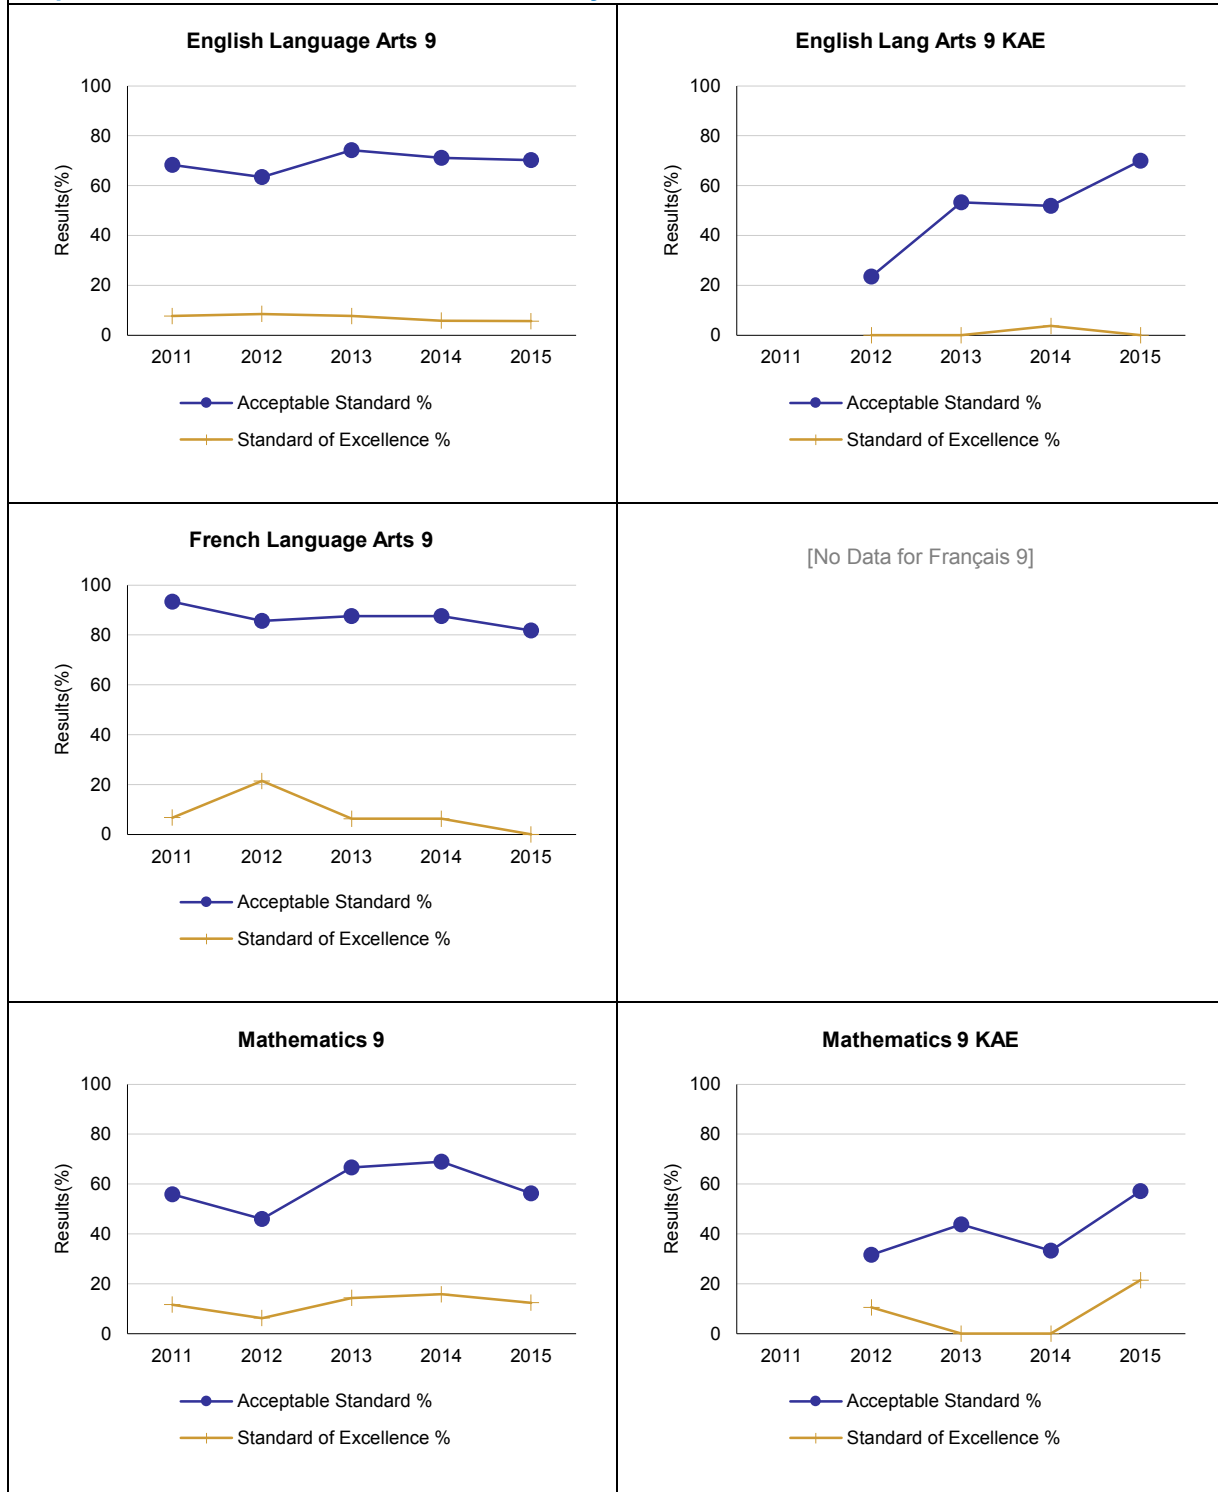 English Language Arts 9
100
80
60
40
20
0
Results(%)
2011 2012 2013 2014 2015
Acceptable Standard %
Standard of Excellence %
English Lang Arts 9 KAE
100
80
60
40
20
0
Results(%)
2011 2012 2013 2014 2015
Acceptable Standard %
Standard of Excellence %
French Language Arts 9
100
80
60
40
20
0
Results(%)
2011 2012 2013 2014 2015
Acceptable Standard %
Standard of Excellence %
[No Data for Français 9]
Mathematics 9
100
80
60
40
20
0
Results(%)
2011 2012 2013 2014 2015
Acceptable Standard %
Standard of Excellence %
Mathematics 9 KAE
100
80
60
40
20
0
Results(%)
2011 2012 2013 2014 2015
Acceptable Standard %
Standard of Excellence %